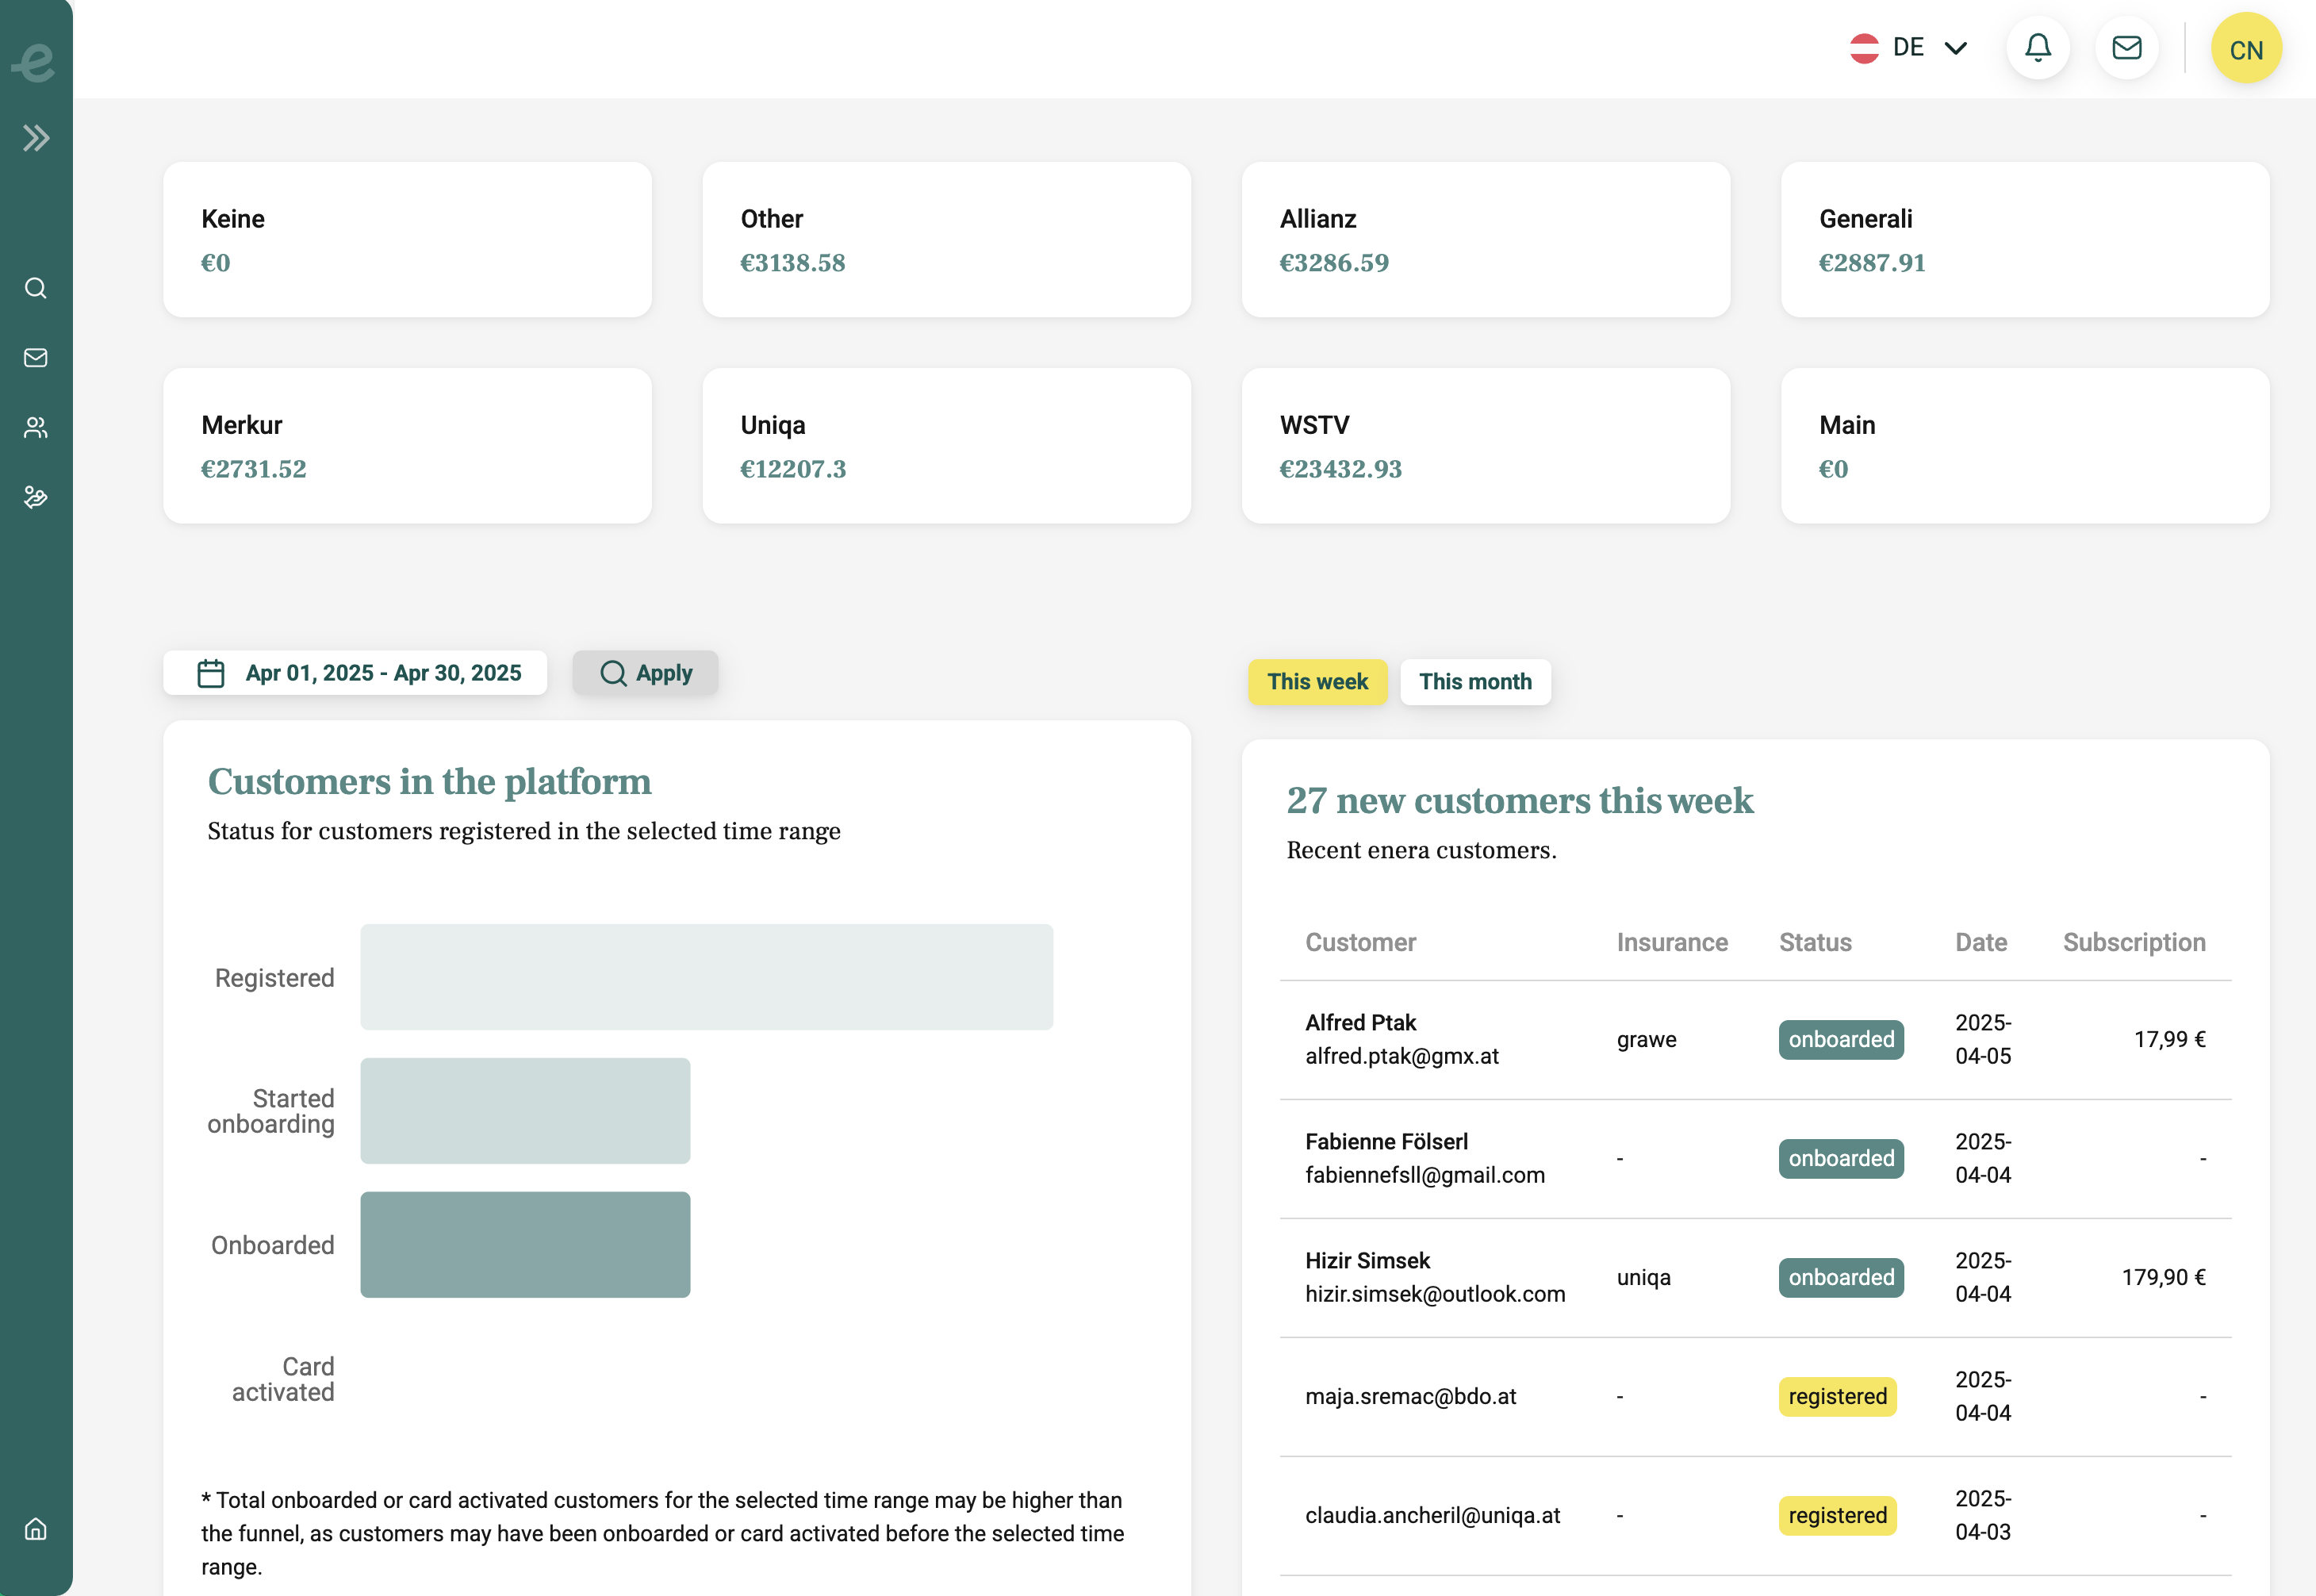 DE
CN
Keine
€0
Other
€3138.58
Allianz
€3286.59
Generali
€2887.91
Merkur
€2731.52
Uniqa
€12207.3
WSTV
€23432.93
Main
€0
Apr 01, 2025 - Apr 30, 2025
Apply
This week
This month
Customers in the platform
Status for customers registered in the selected time range
Registered
Started
onboarding
Onboarded
Card
activated
* Total onboarded or card activated customers for the selected time range may be higher than
the funnel, as customers may have been onboarded or card activated before the selected time
range.
27 new customers this week
Recent enera customers.
Customer Insurance Status Date Subscription
Alfred Ptak
alfred.ptak@gmx.at
grawe
onboarded
2025-
04-05
17,99 €
Fabienne Fölserl
fabiennefsll@gmail.com
-
onboarded
2025-
04-04
-
Hizir Simsek
hizir.simsek@outlook.com
uniqa
onboarded
2025-
04-04
179,90 €
maja.sremac@bdo.at
-
registered
2025-
04-04
-
claudia.ancheril@uniqa.at
-
registered
2025-
04-03
-